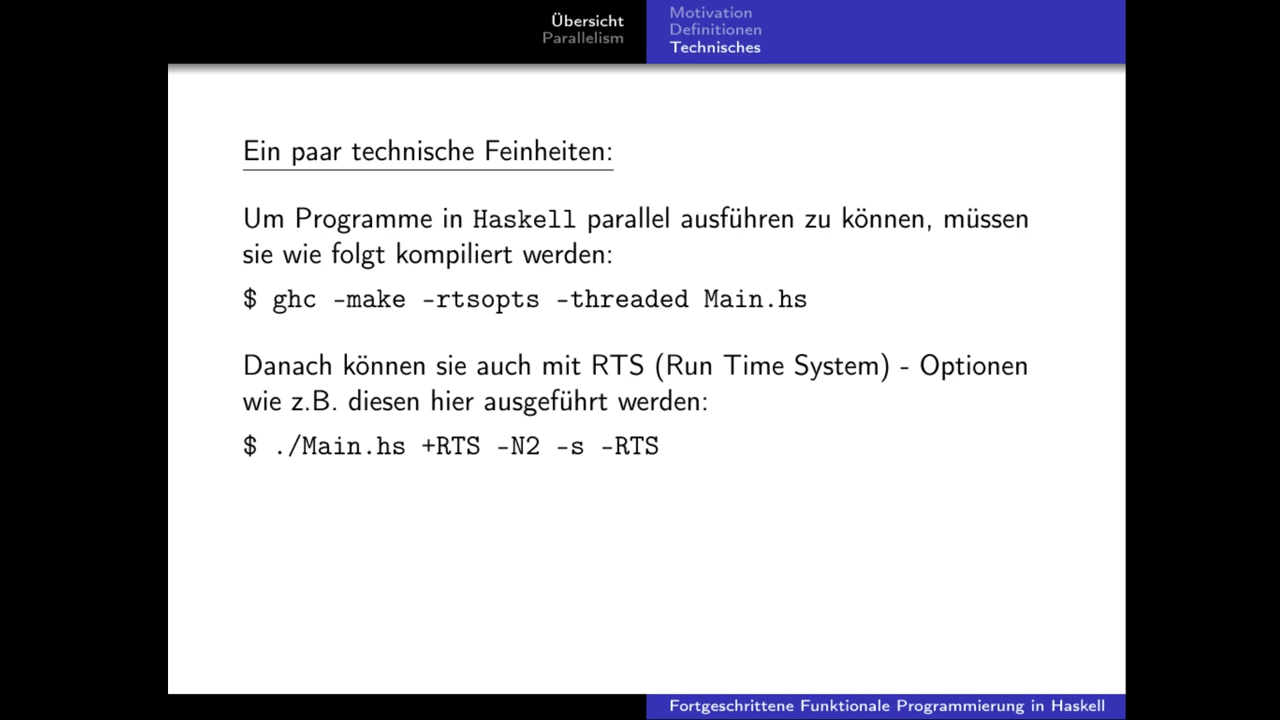 Übersicht
Parallelism
Motivation
Definitionen
Technisches
Ein paar technische Feinheiten:
Um Programme in Haskell parallel ausführen zu können, müssen
sie wie folgt kompiliert werden:
$ ghc -make -rtsopts -threaded Main.hs
Danach können sie auch mit RTS (Run Time System) - Optionen
wie z.B. diesen hier ausgeführt werden:
$ ./Main.hs +RTS -N2 -s -RTS
Fortgeschrittene Funktionale Programmierung in Haskell